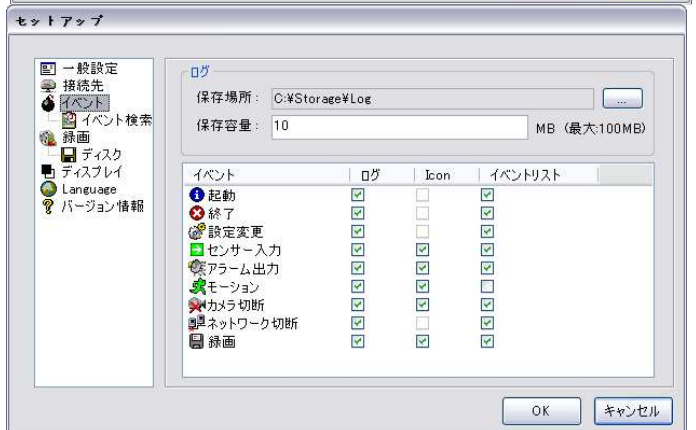 セットアップ
一般設定
接続先
イベント
イベント検索
録画
ディスク
ディスプレイ
Language
バージョン情報
ログ
保存場所: C:¥Storage¥Log ...
保存容量: 10 MB (最大:100MB)
イベント ログ Icon イベントリスト
起動
終了
設定変更
センサー入力
アラーム出力
モーション
カメラ切断
ネットワーク切断
録画
OK キャンセル